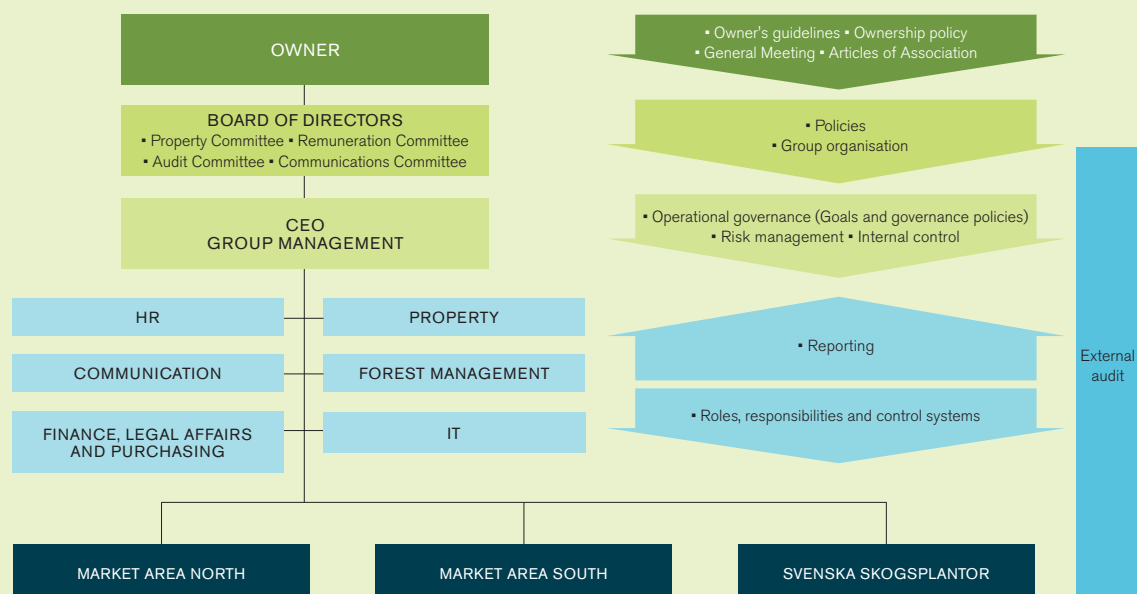 OWNER
▪ Owner's guidelines ▪ Ownership policy
▪ General Meeting ▪ Articles of Association
BOARD OF DIRECTORS
▪ Property Committee ▪ Remuneration Committee
▪ Audit Committee ▪ Communications Committee
▪ Policies
▪ Group organisation
CEO
GROUP MANAGEMENT
▪ Operational governance (Goals and governance policies)
▪ Risk management ▪ Internal control
HR
PROPERTY
COMMUNICATION
FOREST MANAGEMENT
FINANCE, LEGAL AFFAIRS
AND PURCHASING
IT
▪ Reporting
▪ Roles, responsibilities and control systems
External
audit
MARKET AREA NORTH
MARKET AREA SOUTH
SVENSKA SKOGSPLANTOR